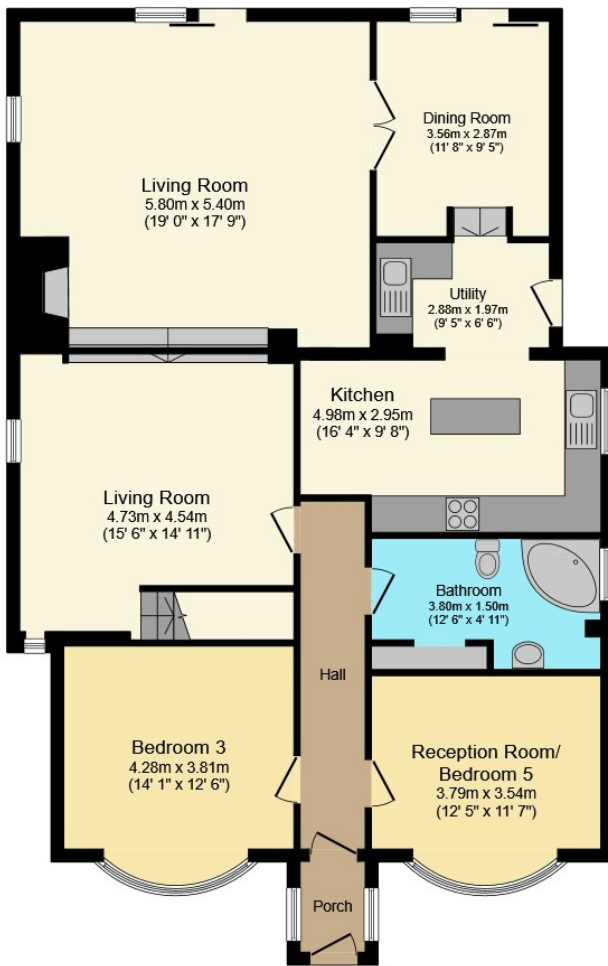 Living Room
5.80m x 5.40m
(19' 0" x 17' 9")
Dining Room
3.56m x 2.87m
(11' 8" x 9' 5")
Utility
2.88m x 1.97m
(9' 5" x 6' 6")
Kitchen
4.98m x 2.95m
(16' 4" x 9' 8")
Living Room
4.73m x 4.54m
(15' 6" x 14' 11")
Bathroom
3.80m x 1.50m
(12' 6" x 4' 11")
Hall
Bedroom 3
4.28m x 3.81m
(14' 1" x 12' 6")
Reception Room/
Bedroom 5
3.79m x 3.54m
(12' 5" x 11' 7")
Porch